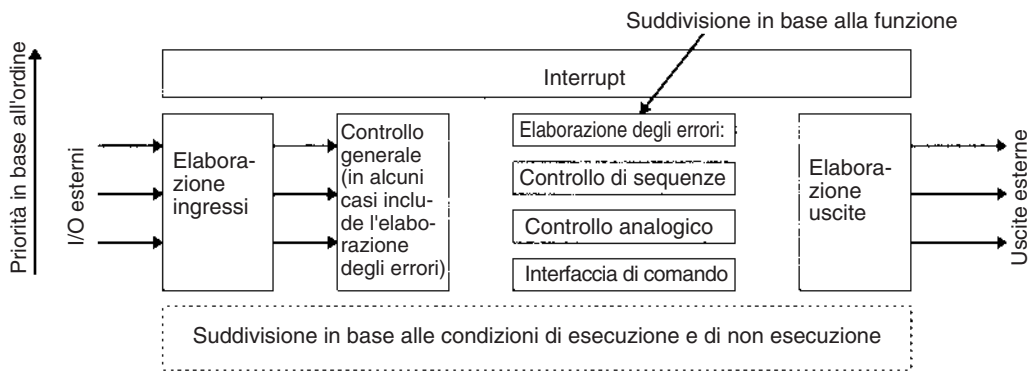 Suddivisione in base alla funzione
Priorità in base all'ordine
Interrupt
I/O esterni
Elabora-
zione
ingressi
Controllo
generale
(in alcuni
casi inclu-
de l'elabo-
razione
degli errori)
Elaborazione degli errori:
Controllo di sequenze
Controllo analogico
Interfaccia di comando
Elabora-
zione
uscite
Uscite esterne
Suddivisione in base alle condizioni di esecuzione e di non esecuzione